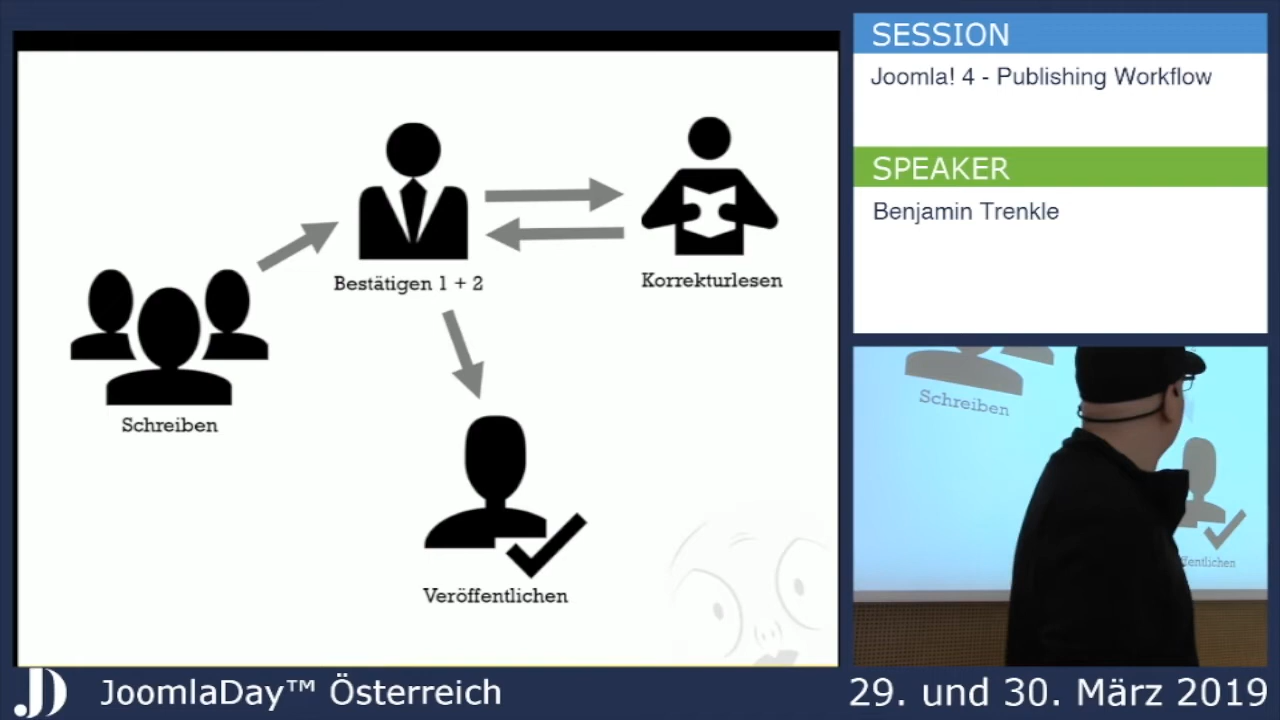 SESSION
Joomla! 4 - Publishing Workflow
SPEAKER
Benjamin Trenkle
Bestätigen 1 + 2
Korrekturlesen
Schreiben
Veröffentlichen
Schreiben
JoomlaDay™ Österreich
29. und 30. März 2019